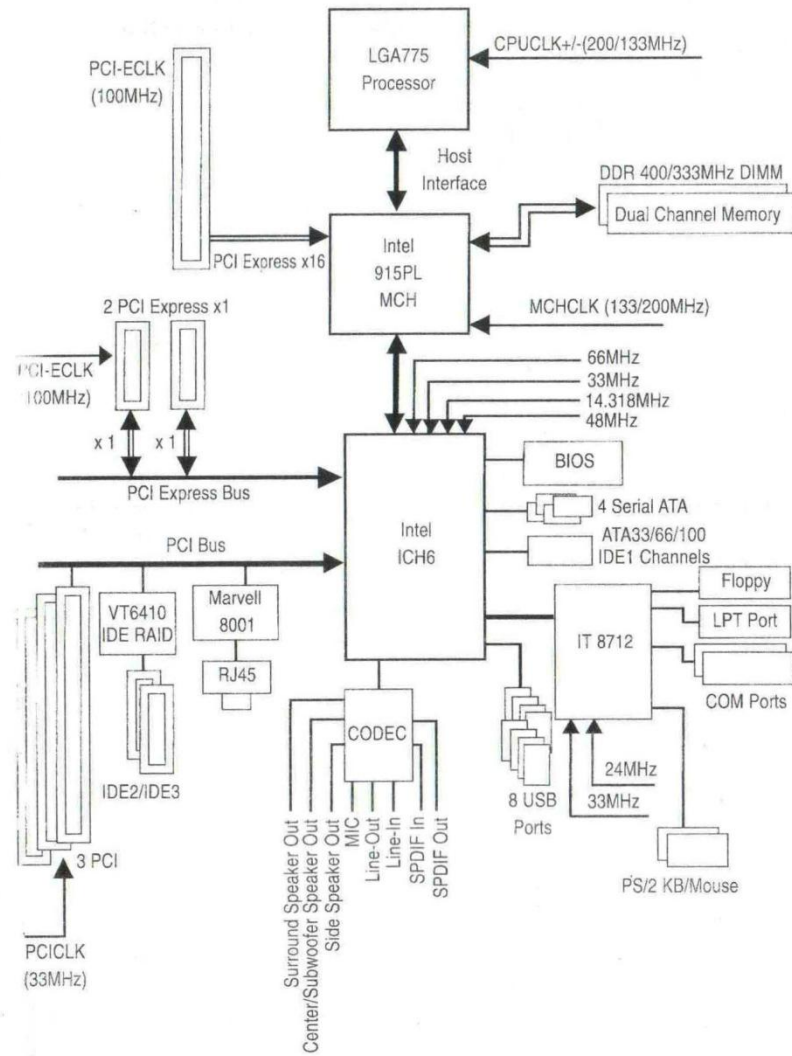 PCI-ECLK
(100MHz)
LGA775
Processor
CPUCLK+/-(200/133MHz)
Host
Interface
DDR 400/333MHz DIMM
Dual Channel Memory
PCI Express x16
Intel
915PL
MCH
MCHCLK (133/200MHz)
2 PCI Express x1
PCI-ECLK
(100MHz)
x 1
x 1
66MHz
33MHz
14.318MHz
48MHz
PCI Express Bus
Intel
ICH6
BIOS
4 Serial ATA
ATA33/66/100
IDE1 Channels
PCI Bus
VT6410
IDE RAID
Marvell
8001
RJ45
IDE2/IDE3
3 PCI
PCICLK
(33MHz)
CODEC
Surround Speaker Out
Center/Subwoofer Speaker Out
Side Speaker Out
MIC
Line-Out
Line-In
SPDIF In
SPDIF Out
8 USB
Ports
IT 8712
Floppy
LPT Port
COM Ports
24MHz
33MHz
PS/2 KB/Mouse